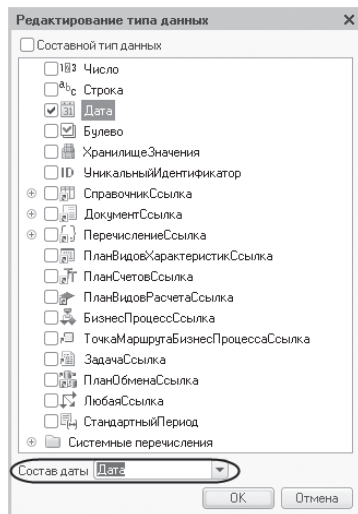 Редактирование типа данных
Составной тип данных
Число
Строка
Дата
Булево
ХранилищеЗначения
УникальныйИдентификатор
СправочникСсылка
ДокументСсылка
ПеречислениеСсылка
ПланВидовХарактеристикСсылка
ПланСчетовСсылка
ПланВидовРасчетаСсылка
БизнесПроцессСсылка
ТочкаМаршрутаБизнесПроцессаСсылка
ЗадачаСсылка
ПланОбменаСсылка
ЛюбаяСсылка
СтандартныйПериод
Системные перечисления
Состав даты Дата
OK Отмена